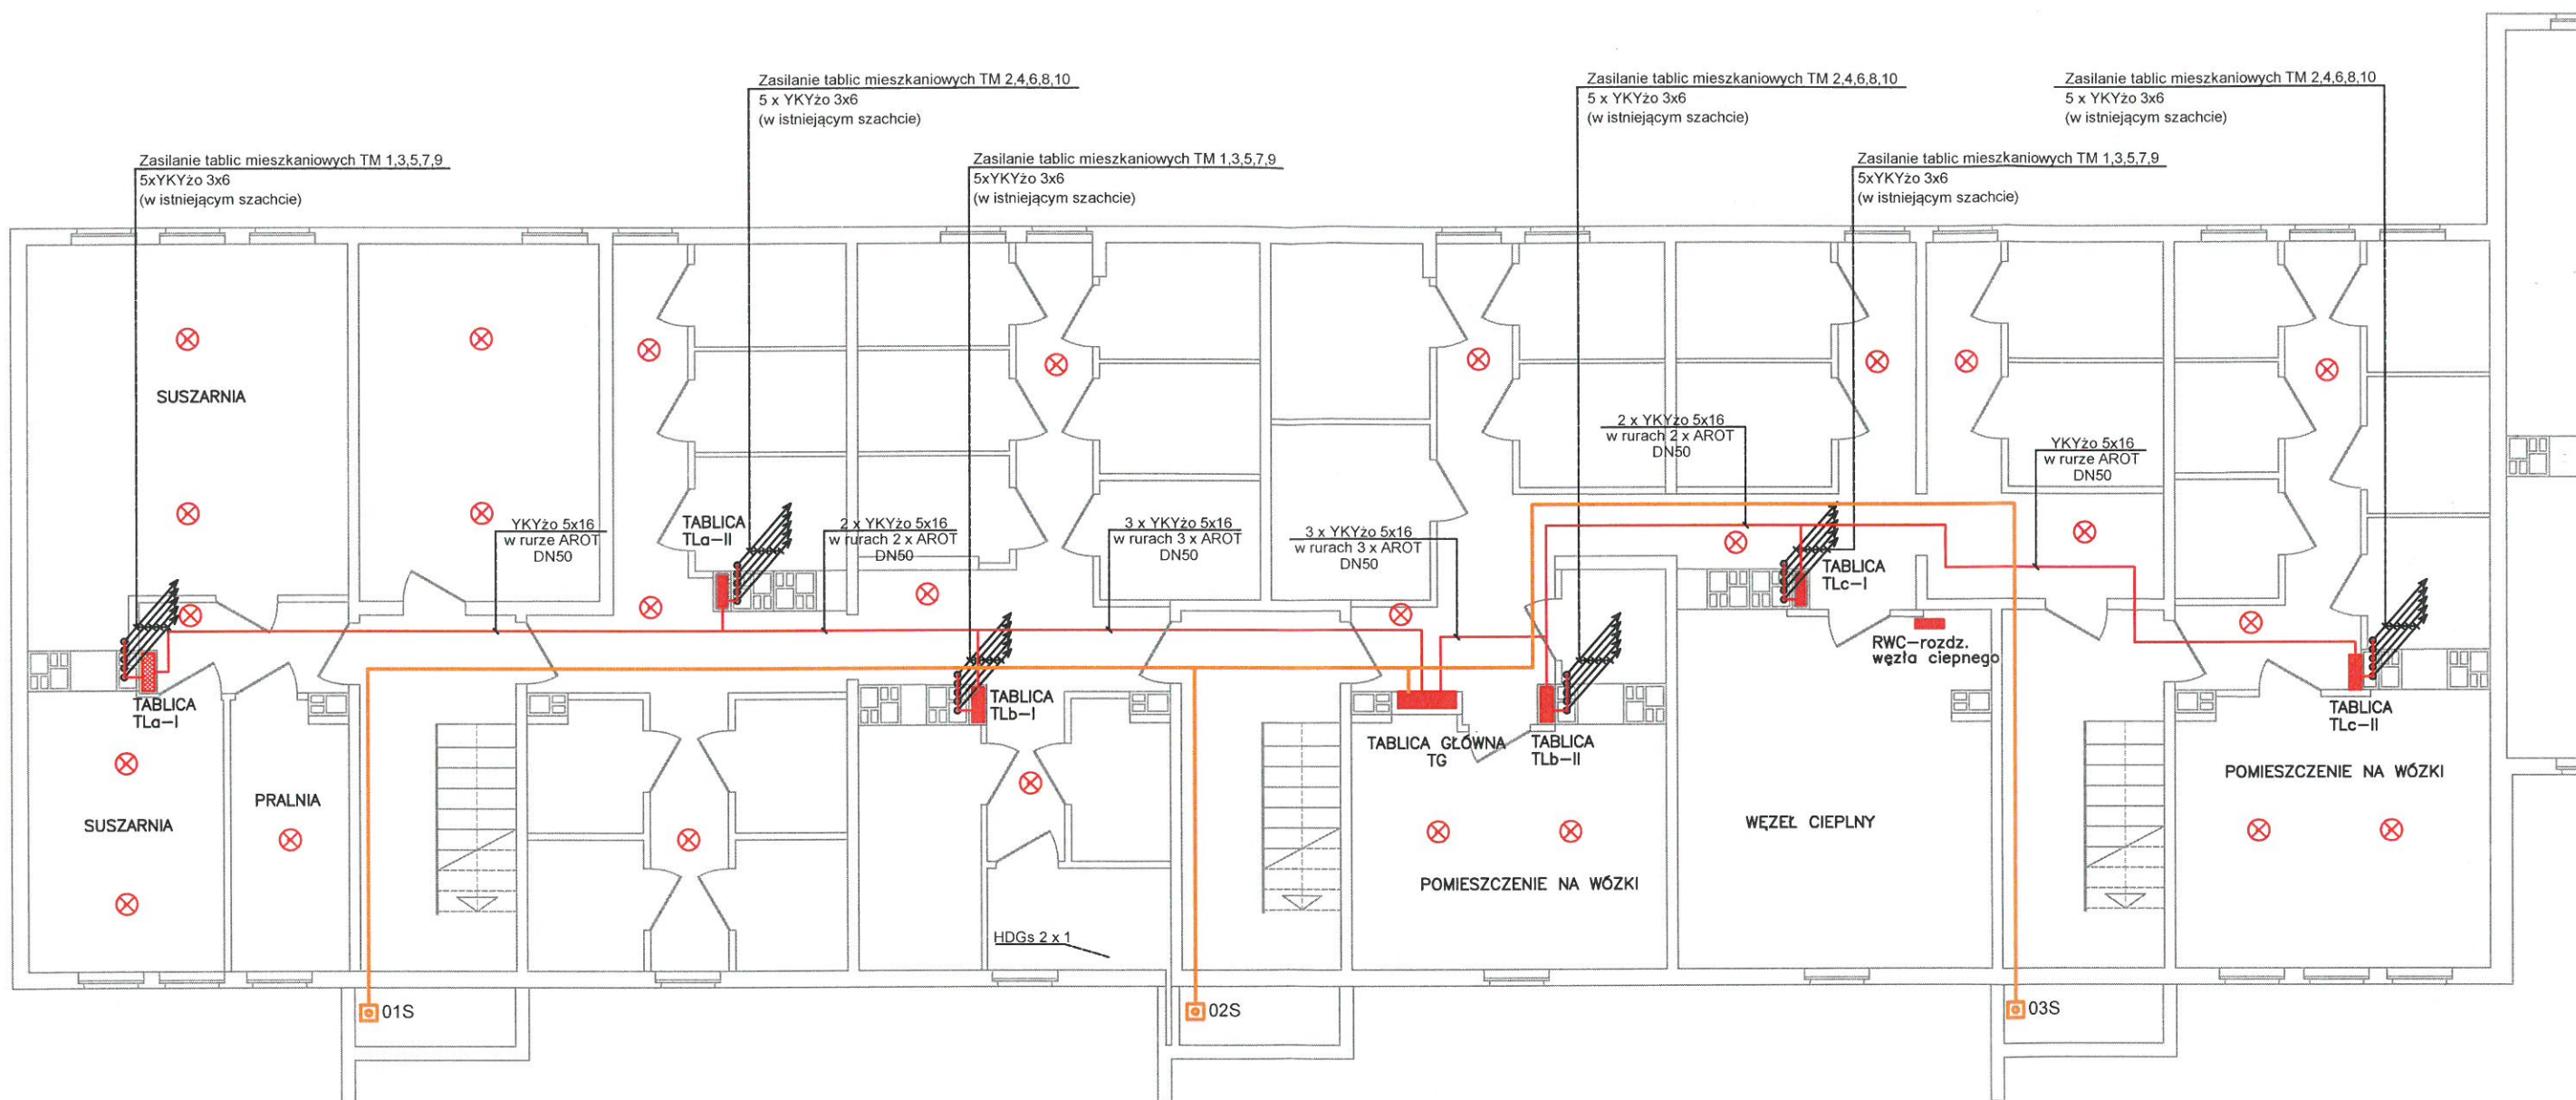 Zasilanie tablic mieszkaniowych TM 2,4,6,8,10
5 x YKYżo 3x6
(w istniejącym szachcie)
Zasilanie tablic mieszkaniowych TM 2,4,6,8,10
5 x YKYżo 3x6
(w istniejącym szachcie)
Zasilanie tablic mieszkaniowych TM 2,4,6,8,10
5 x YKYżo 3x6
(w istniejącym szachcie)
Zasilanie tablic mieszkaniowych TM 1,3,5,7,9
5xYKYżo 3x6
(w istniejącym szachcie)
Zasilanie tablic mieszkaniowych TM 1,3,5,7,9
5xYKYżo 3x6
(w istniejącym szachcie)
Zasilanie tablic mieszkaniowych TM 1,3,5,7,9
5xYKYżo 3x6
(w istniejącym szachcie)
SUSZARNIA
YKYżo 5x16
w rurze AROT
DN50
TABLICA
TLa-II
2 x YKYżo 5x16
w rurach 2 x AROT
DN50
3 x YKYżo 5x16
w rurach 3 x AROT
DN50
3 x YKYżo 5x16
w rurach 3 x AROT
DN50
2 x YKYżo 5x16
w rurach 2 x AROT
DN50
YKYżo 5x16
w rurze AROT
DN50
TABLICA
TLc-I
RWC-rozdz.
węzła ciepnego
TABLICA
TLa-I
TABLICA
TLb-I
TABLICA GŁÓWNA
TG
TABLICA
TLb-II
TABLICA
TLc-II
SUSZARNIA
PRALNIA
POMIESZCZENIE NA WÓZKI
WĘZEŁ CIEPLNY
POMIESZCZENIE NA WÓZKI
HDGs 2 x 1
01S
02S
03S